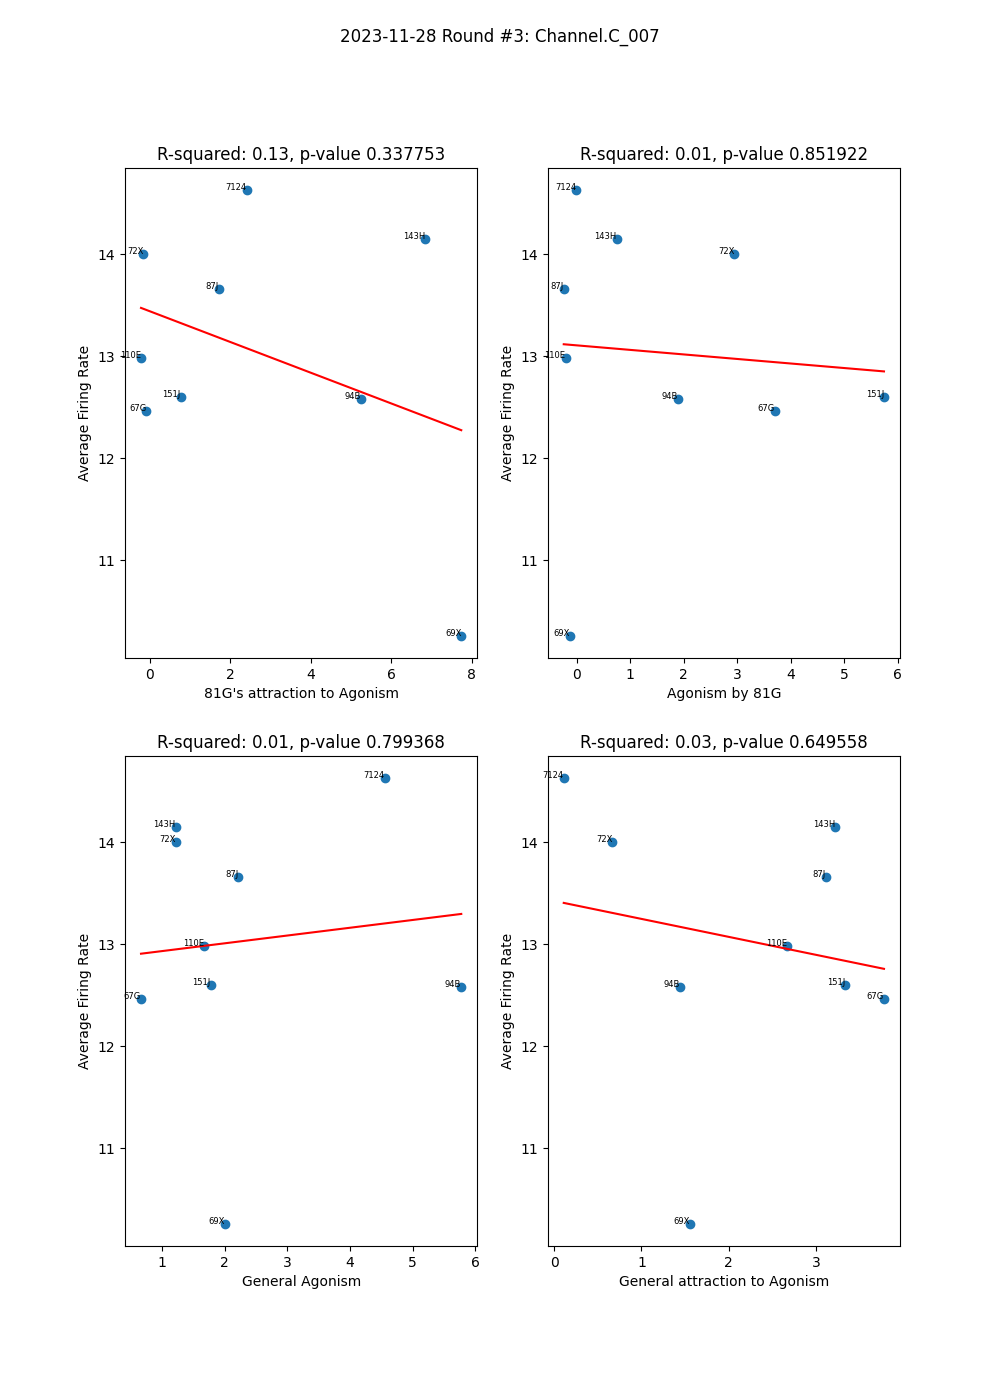 2023-11-28 Round #3: Channel.C_007
R-squared: 0.13, p-value 0.337753
7124
143H
72X
14
87J
110E
13
151J
94B
67G
12
11
69X
Average Firing Rate
0 2 4 6 8
81G's attraction to Agonism
R-squared: 0.01, p-value 0.851922
7124
143H
72X
14
87J
110E
13
94B
151J
67G
12
11
69X
Average Firing Rate
0 1 2 3 4 5 6
Agonism by 81G
R-squared: 0.01, p-value 0.799368
7124
143H
72X
14
87J
110E
13
151J
94B
67G
12
11
69X
Average Firing Rate
1 2 3 4 5 6
General Agonism
R-squared: 0.03, p-value 0.649558
7124
143H
72X
14
87J
110E
13
94B
151J
67G
12
11
69X
Average Firing Rate
0 1 2 3
General attraction to Agonism